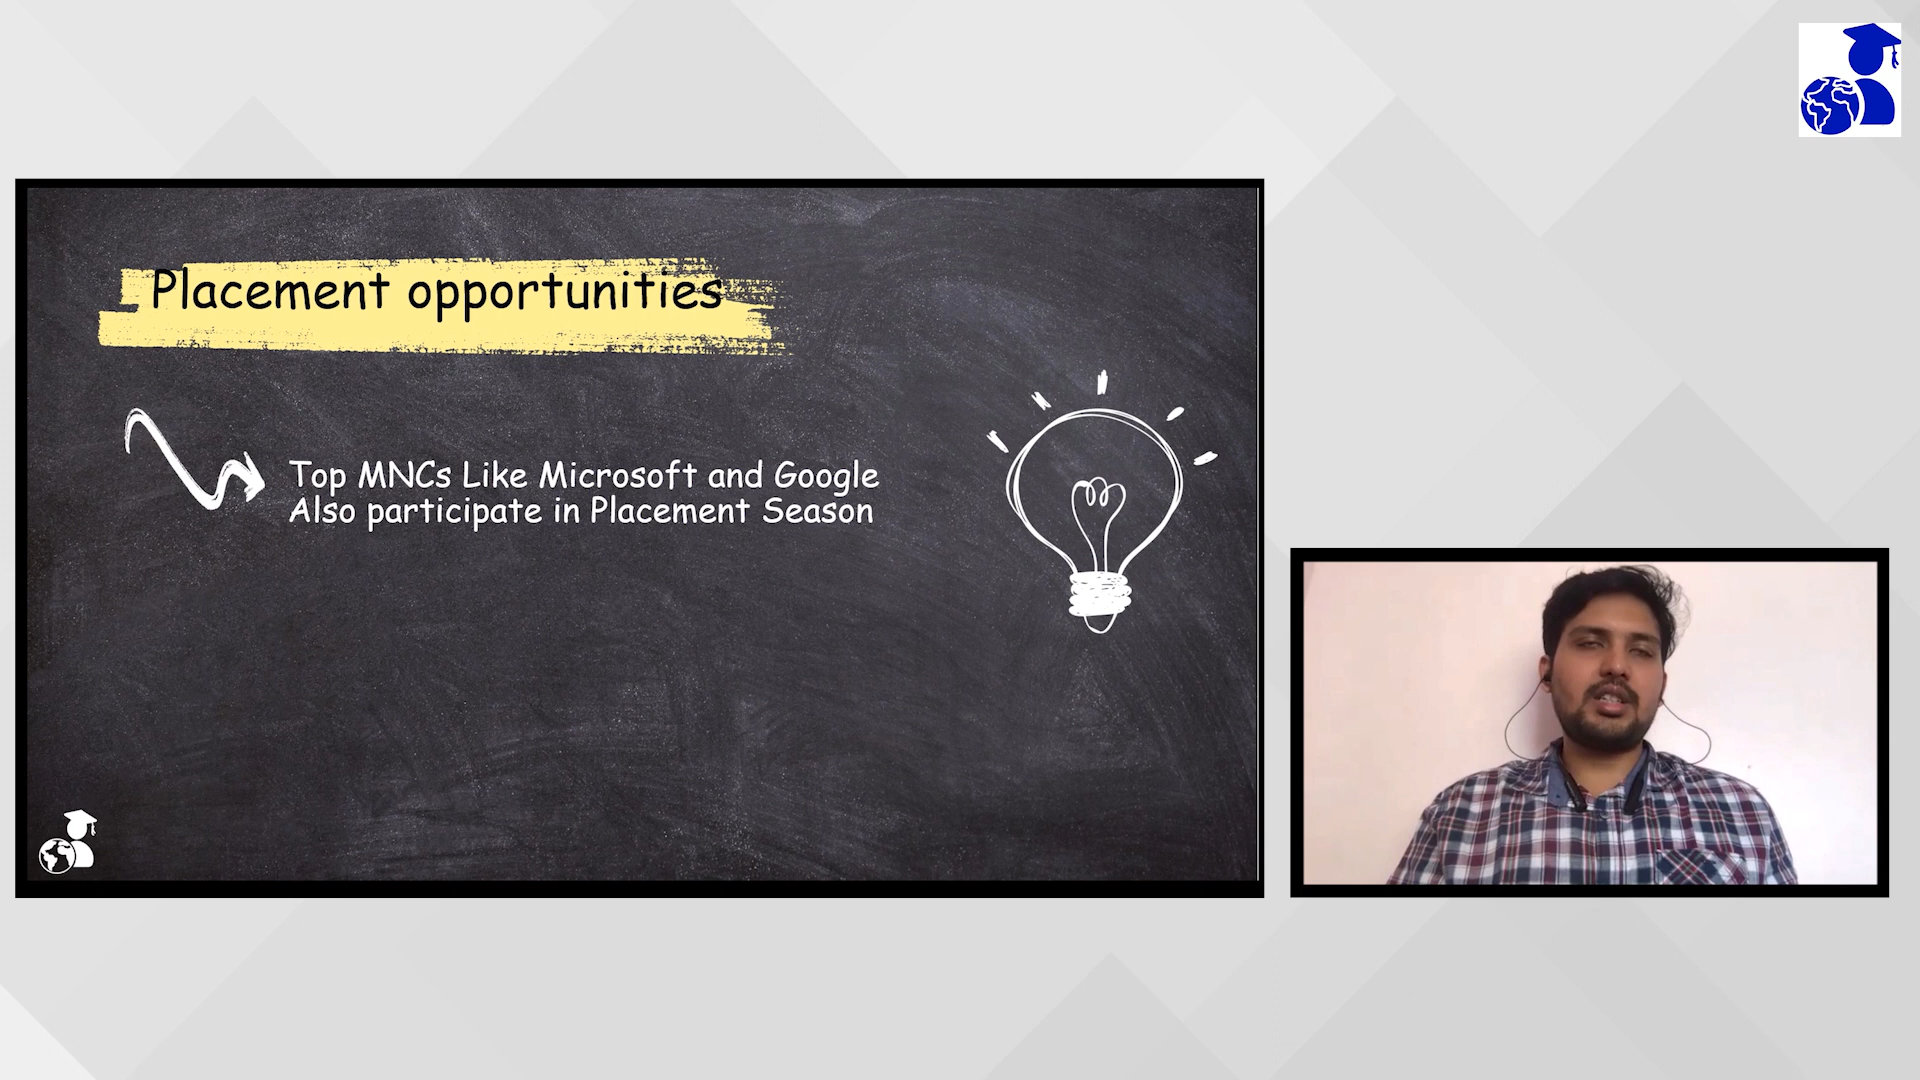 Placement opportunities
Top MNCs Like Microsoft and Google
Also participate in Placement Season